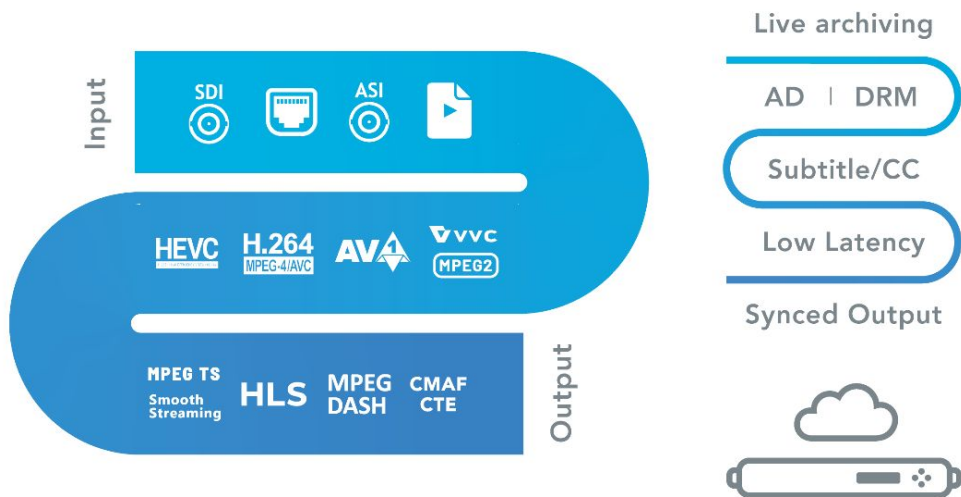 Input
SDI
ASI
HEVC
H.264
MPEG-4/AVC
AV1
VVC
MPEG2
MPEG TS
Smooth
Streaming
HLS
MPEG
DASH
CMAF
CTE
Output
Live archiving
AD | DRM
Subtitle/CC
Low Latency
Synced Output